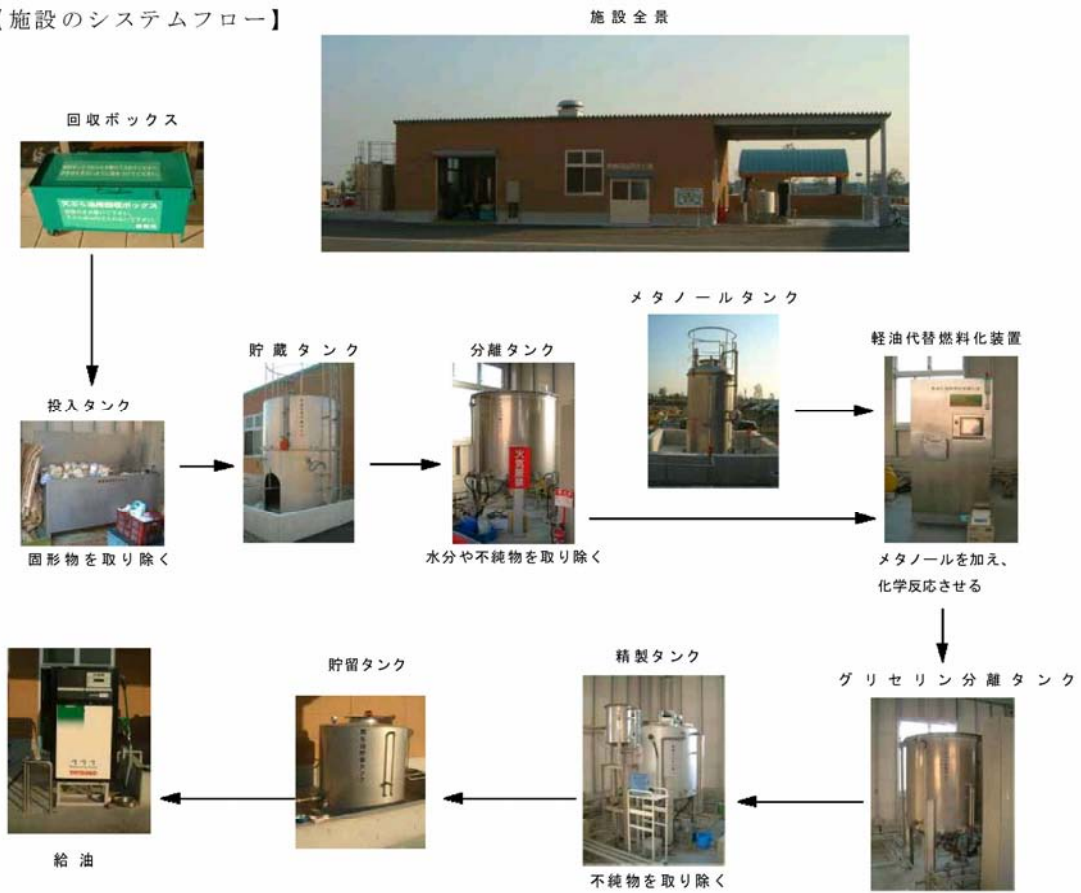 【施設のシステムフロー】
施設全景
回収ボックス
メタノールタンク
軽油代替燃料化装置
貯蔵タンク
分離タンク
投入タンク
火気厳禁
固形物を取り除く
水分や不純物を取り除く
メタノールを加え、
化学反応させる
グリセリン分離タンク
精製タンク
貯留タンク
給油
不純物を取り除く